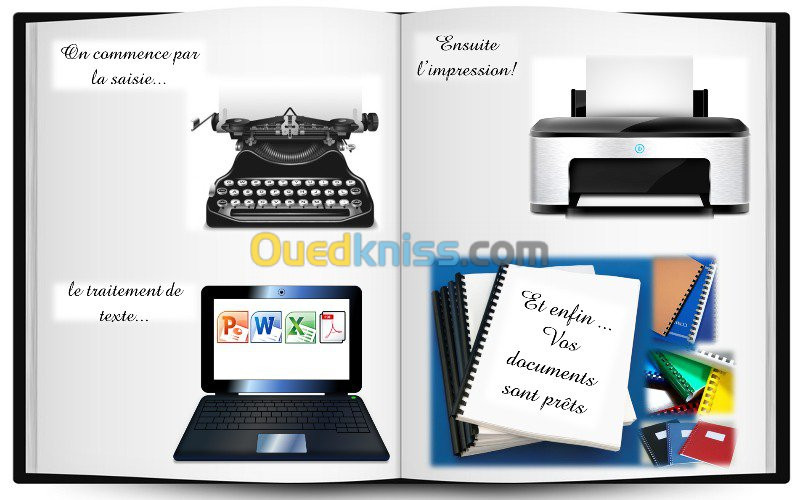 On commence par
la saisie...
le traitement de
texte...
Ensuite
l'impression!
Et enfin ...
Vos
documents
sont prêts
Ouedkniss.com